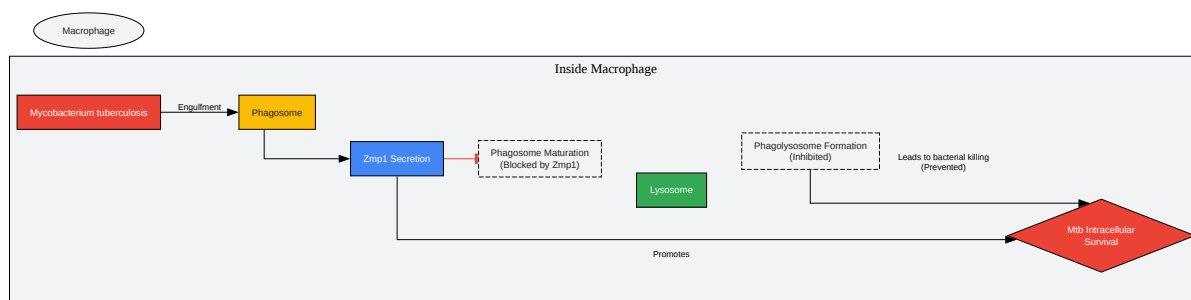 Macrophage
Inside Macrophage
Mycobacterium tuberculosis
Engulfment
Phagosome
Zmp1 Secretion
Phagosome Maturation
(Blocked by Zmp1)
Lysosome
Phagolysosome Formation
(Inhibited)
Leads to bacterial killing
(Prevented)
Mtb Intracellular
Survival
Promotes